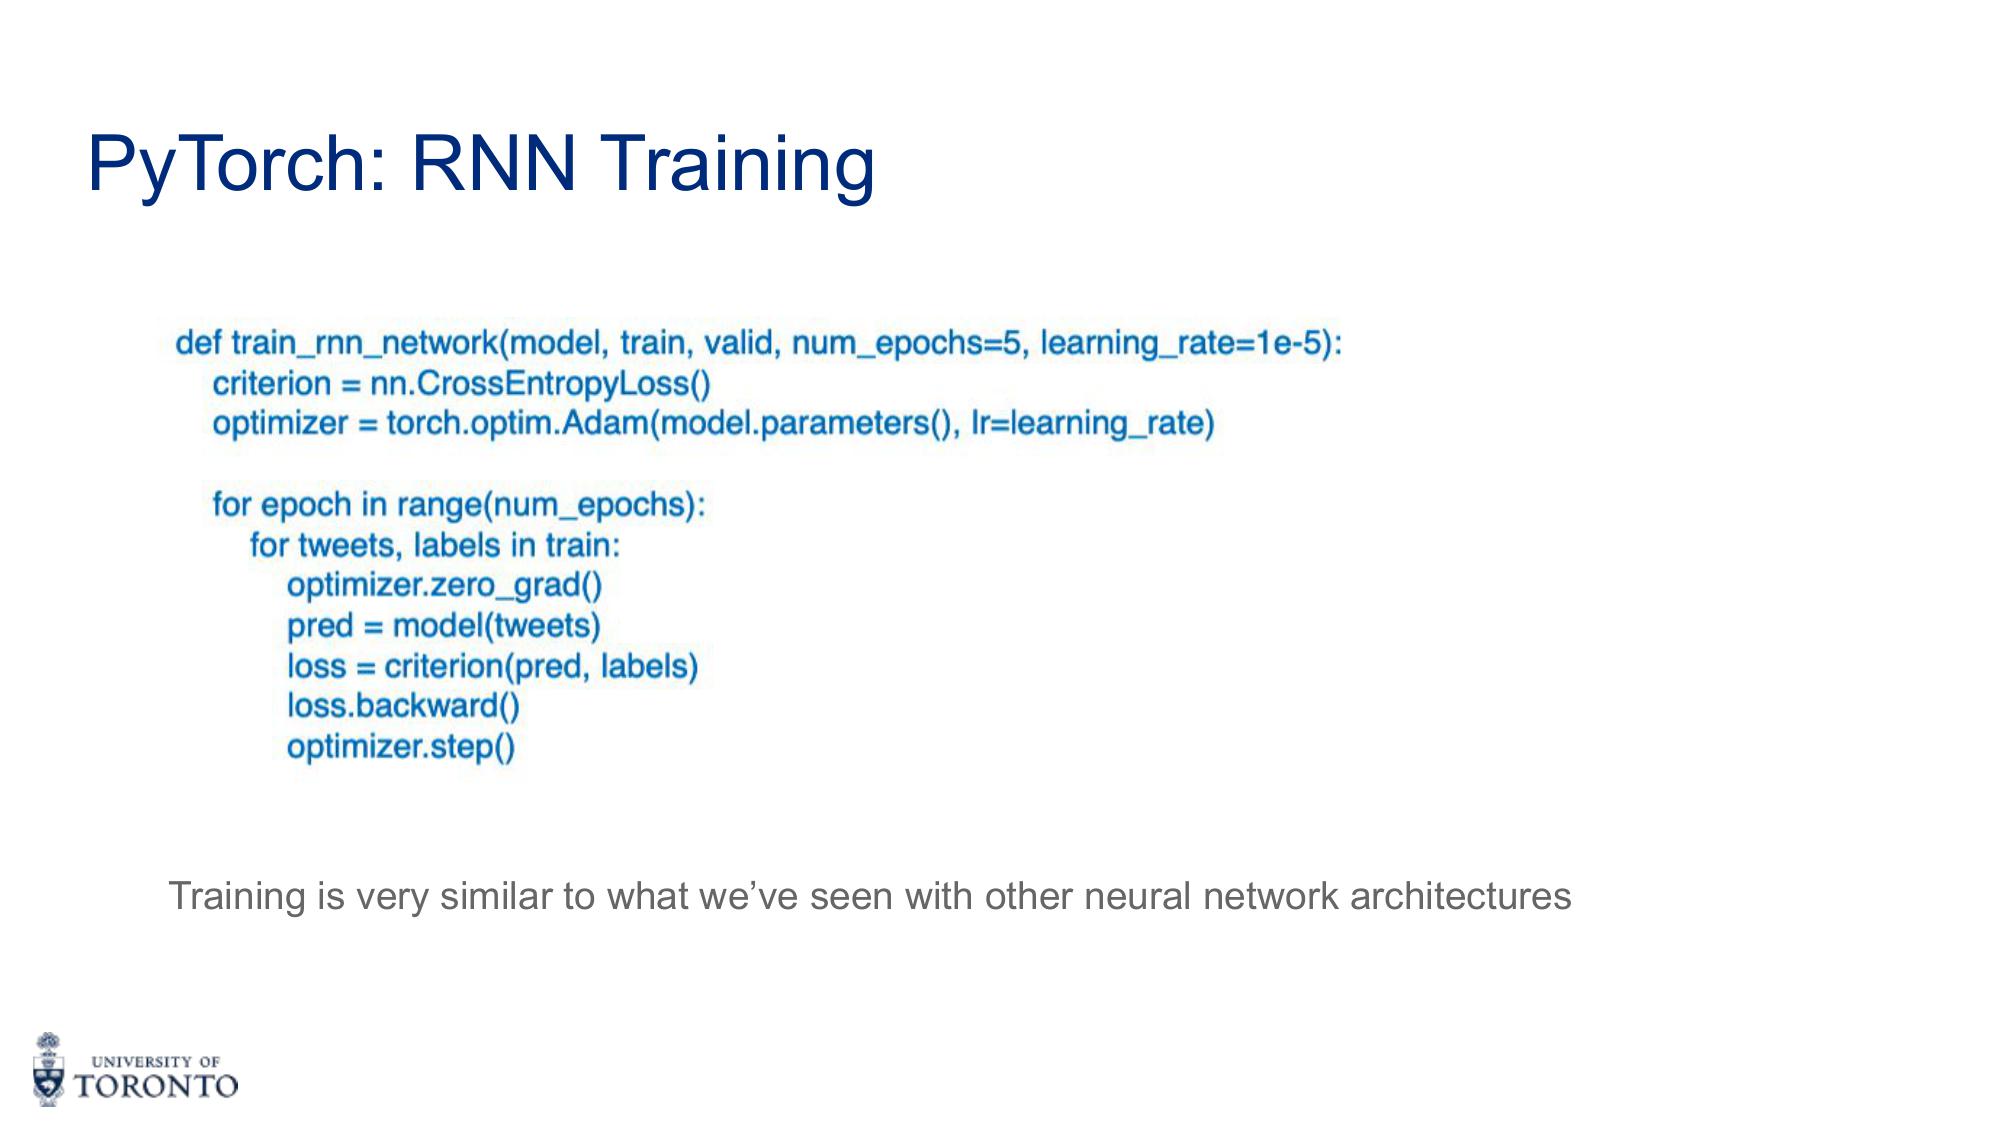 PyTorch: RNN Training
def train_rnn_network(model, train, valid, num_epochs=5, learning_rate=1e-5):
criterion = nn.CrossEntropyLoss()
optimizer = torch.optim.Adam(model.parameters(), lr=learning_rate)
for epoch in range(num_epochs):
for tweets, labels in train:
optimizer.zero_grad()
pred = model(tweets)
loss = criterion(pred, labels)
loss.backward()
optimizer.step()
Training is very similar to what we’ve seen with other neural network architectures
UNIVERSITY OF
TORONTO